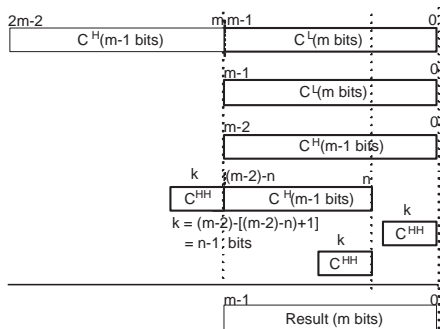 2m-2 m m-1 0
C^H(m-1 bits) C^L(m bits)
m-1 0
C^L(m bits)
m-2 0
C^H(m-1 bits)
k (m-2)-n n
C^HH C^H(m-1 bits)
k
k = (m-2)-[(m-2)-n)+1] C^HH
= n-1 bits k
C^HH
m-1 0
Result (m bits)